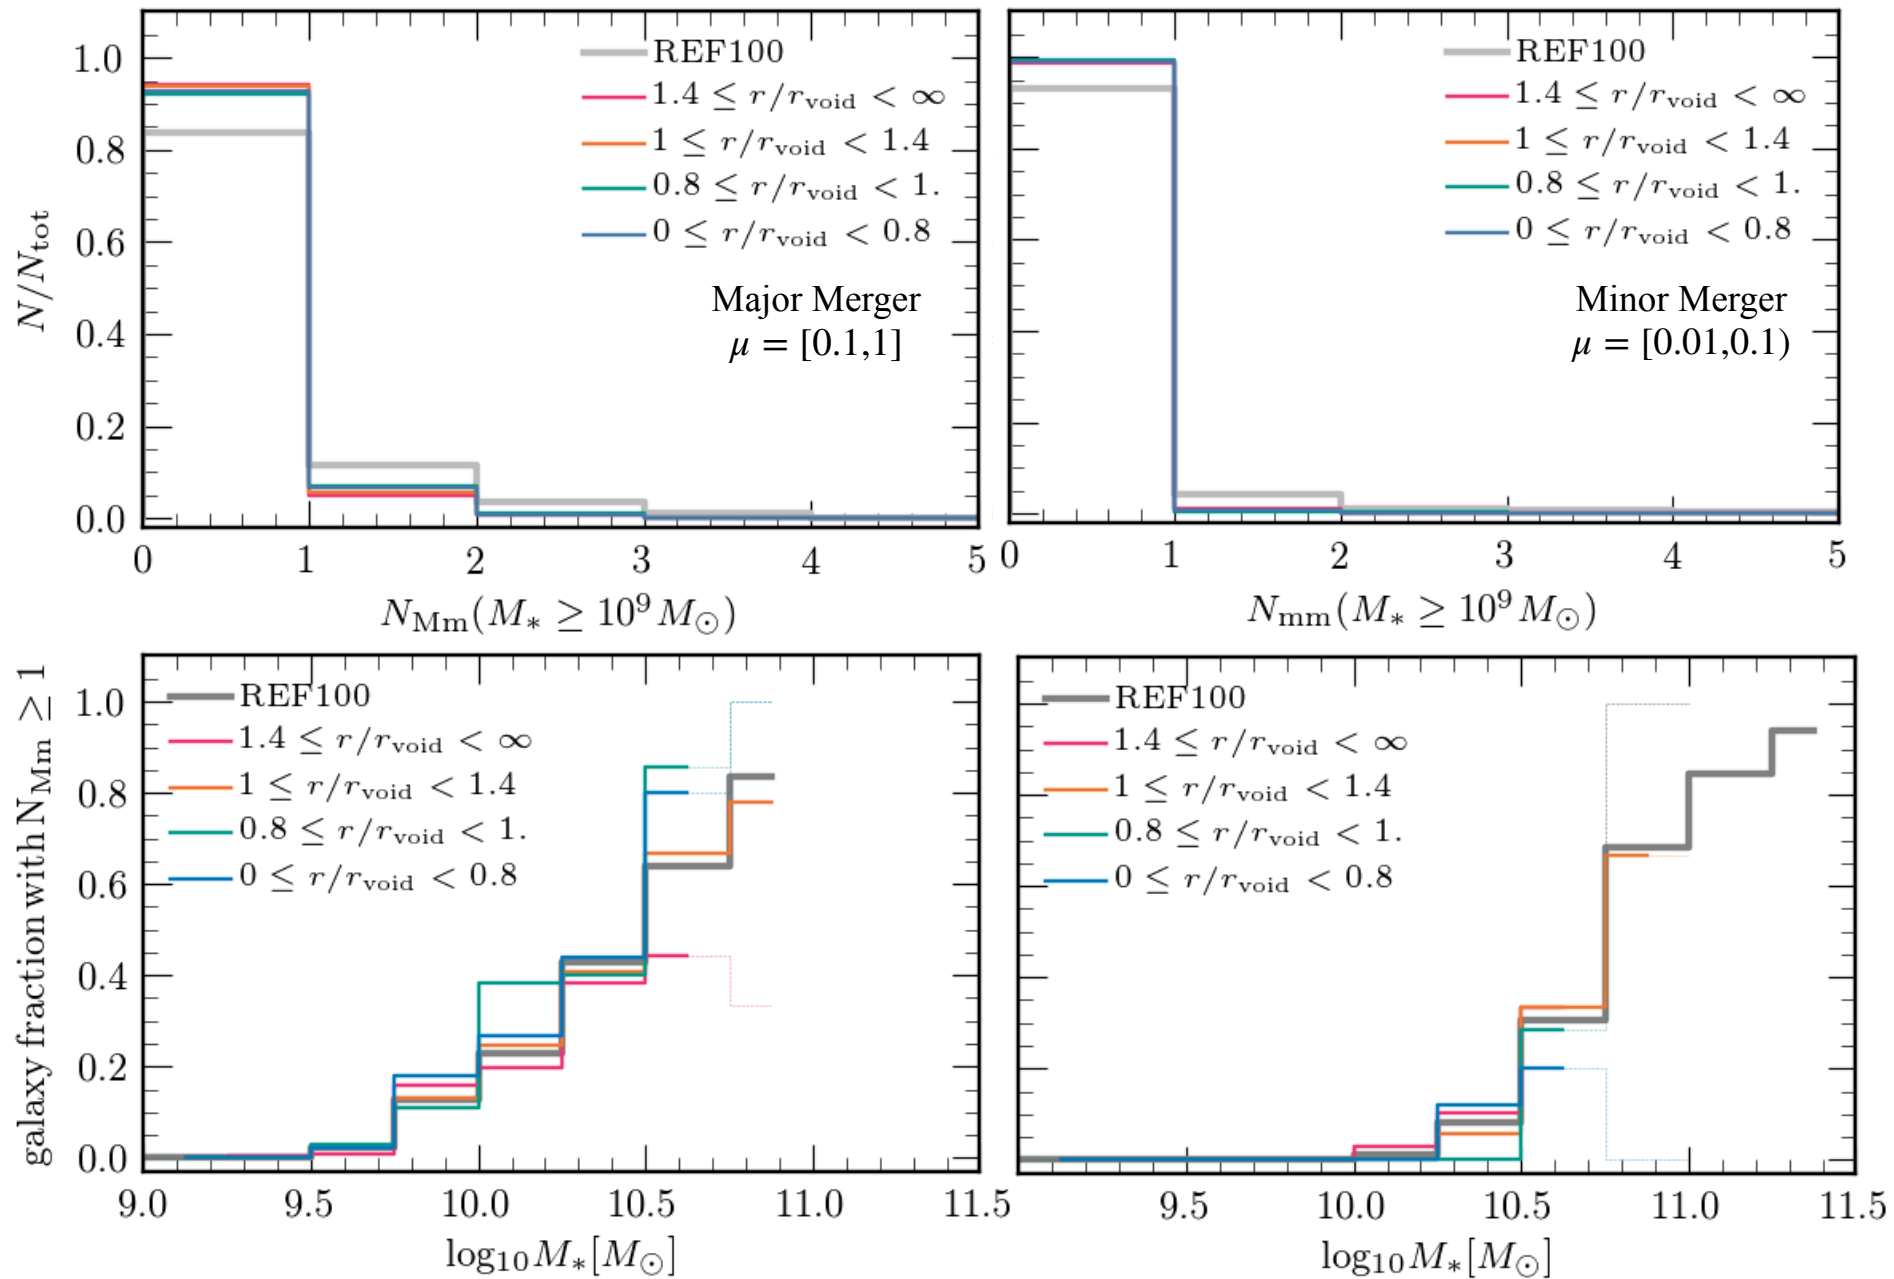 1.0
0.8
0.6
0.4
0.2
0.0
N/N_tot
REF100
1.4 ≤ r/r_void < ∞
1 ≤ r/r_void < 1.4
0.8 ≤ r/r_void < 1.
0 ≤ r/r_void < 0.8
Major Merger
μ = [0.1,1]
0 1 2 3 4 5
N_Mm(M_* ≥ 10^9 M_⊙)
REF100
1.4 ≤ r/r_void < ∞
1 ≤ r/r_void < 1.4
0.8 ≤ r/r_void < 1.
0 ≤ r/r_void < 0.8
Minor Merger
μ = [0.01,0.1)
0 1 2 3 4 5
N_mm(M_* ≥ 10^9 M_⊙)
galaxy fraction with N_Mm ≥ 1
1.0
0.8
0.6
0.4
0.2
0.0
REF100
1.4 ≤ r/r_void < ∞
1 ≤ r/r_void < 1.4
0.8 ≤ r/r_void < 1.
0 ≤ r/r_void < 0.8
9.0 9.5 10.0 10.5 11.0 11.5
log_10 M_*[M_⊙]
REF100
1.4 ≤ r/r_void < ∞
1 ≤ r/r_void < 1.4
0.8 ≤ r/r_void < 1.
0 ≤ r/r_void < 0.8
9.5 10.0 10.5 11.0 11.5
log_10 M_*[M_⊙]